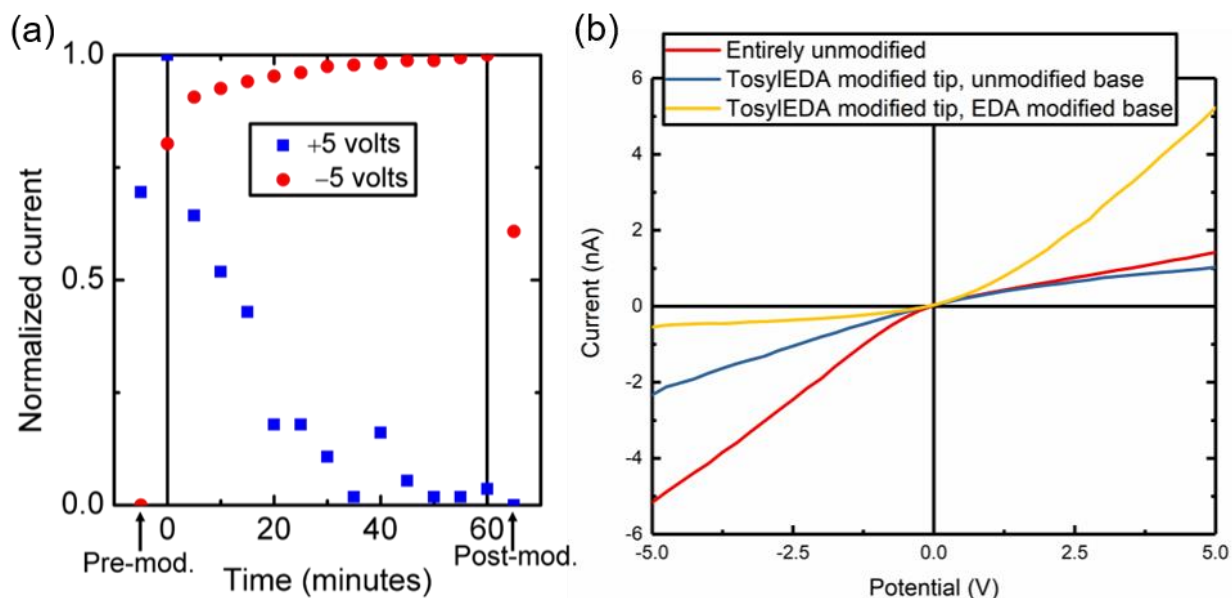 (a)
1.0
0.5
0.0
Normalized current
+5 volts
−5 volts
0 20 40 60
Pre-mod.
Post-mod.
Time (minutes)
(b)
Entirely unmodified
TosylEDA modified tip, unmodified base
TosylEDA modified tip, EDA modified base
6
4
2
0
-2
-4
-6
Current (nA)
-5.0 -2.5 0.0 2.5 5.0
Potential (V)